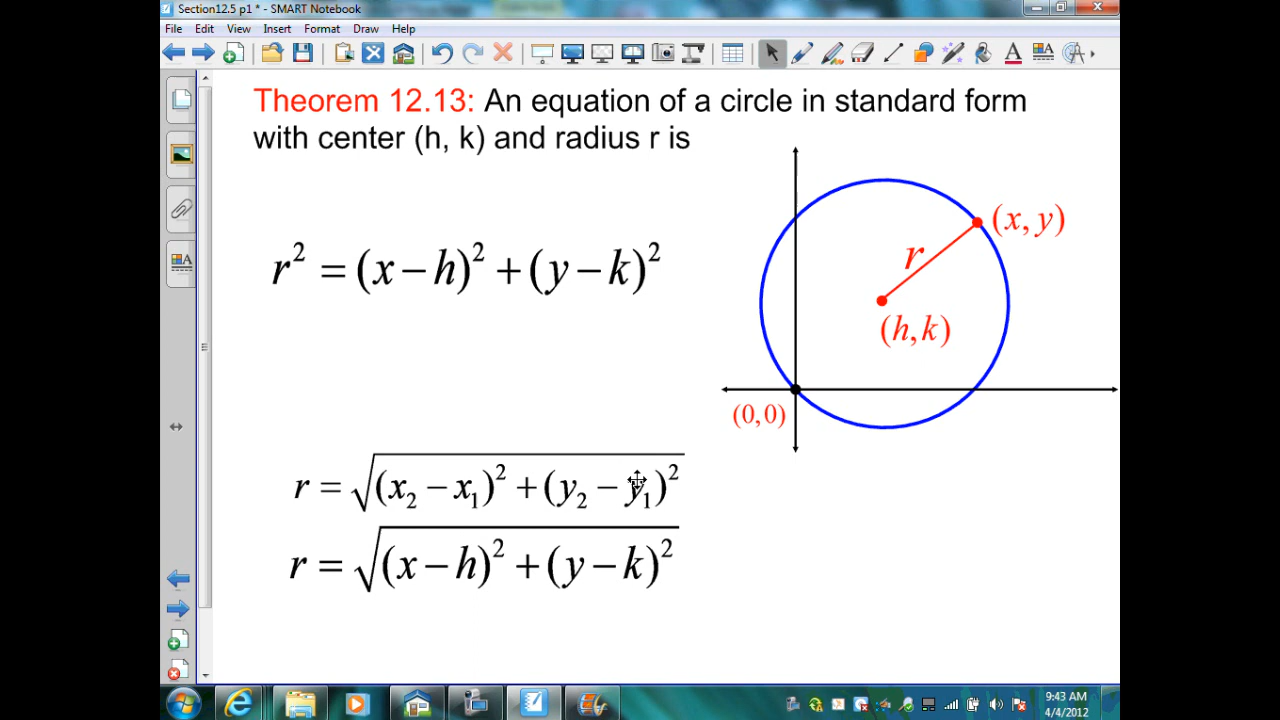 Section12.5 p1 * - SMART Notebook
File Edit View Insert Format Draw Help
Theorem 12.13: An equation of a circle in standard form
with center (h, k) and radius r is
(x, y)
r
r² = (x − h)² + (y − k)²
(h, k)
(0,0)
r = √((x₂ − x₁)² + (y₂ − y₁)²)
r = √((x − h)² + (y − k)²)
9:43 AM
4/4/2012